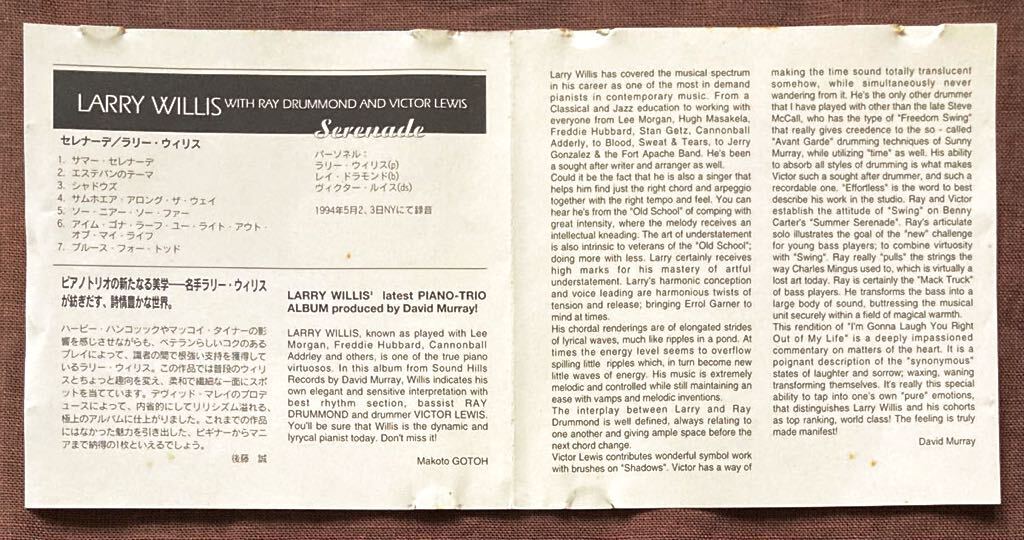 LARRY WILLIS WITH RAY DRUMMOND AND VICTOR LEWIS
Serenade
セレナーデ/ラリー・ウィリス
1. サマー・セレナーデ
2. エステバンのテーマ
3. シャドウズ
4. サムホエア・アロング・ザ・ウェイ
5. ソー・ニアー・ソー・ファー
6. アイム・ゴナ・ラーフ・ユー・ライト・アウト・
オブ・マイ・ライフ
7. ブルース・フォー・トッド
パーソネル：
ラリー・ウィリス(p)
レイ・ドラモンド(b)
ヴィクター・ルイス(ds)
1994年5月2、3日NYにて録音
ピアノトリオの新たなる美学──名手ラリー・ウィリス
が紡ぎだす、詩情豊かな世界。
ハービー・ハンコックやマッコイ・タイナーの影
響を感じさせながらも、ベテランらしいコクのある
プレイによって、識者の間で根強い支持を獲得して
いるラリー・ウィリス。この作品では普段のウィリ
スとちょっと趣向を変え、柔和で繊細な一面にスポ
ットを当てています。デヴィッド・マレイのプロデ
ュースによって、内省的にしてリリシズム溢れる、
極上のアルバムに仕上がりました。これまでの作品
にはなかった魅力を引き出した、ビギナーからマニ
アまで納得の1枚といえるでしょう。
後藤 誠
LARRY WILLIS' latest PIANO-TRIO
ALBUM produced by David Murray!
LARRY WILLIS, known as played with Lee
Morgan, Freddie Hubbard, Cannonball
Addrley and others, is one of the true piano
virtuosos. In this album from Sound Hills
Records by David Murray, Willis indicates his
own elegant and sensitive interpretation with
best rhythm section, bassist RAY
DRUMMOND and drummer VICTOR LEWIS.
You'll be sure that Willis is the dynamic and
lyrycal pianist today. Don't miss it!
Makoto GOTOH
Larry Willis has covered the musical spectrum
in his career as one of the most in demand
pianists in contemporary music. From a
Classical and Jazz education to working with
everyone from Lee Morgan, Hugh Masakela,
Freddie Hubbard, Stan Getz, Cannonball
Adderly, to Blood, Sweat & Tears, to Jerry
Gonzalez & the Fort Apache Band. He's been
a sought after writer and arranger as well.
Could it be the fact that he is also a singer that
helps him find just the right chord and arpeggio
together with the right tempo and feel. You can
hear he's from the "Old School" of comping with
great intensity, where the melody receives an
intellectual kneading. The art of understatement
is also intrinsic to veterans of the "Old School";
doing more with less. Larry certainly receives
high marks for his mastery of artful
understatement. Larry's harmonic conception
and voice leading are harmonious twists of
tension and release; bringing Errol Garner to
mind at times.
His chordal renderings are of elongated strides
of lyrical waves, much like ripples in a pond. At
times the energy level seems to overflow
spilling little ripples which, in turn become new
little waves of energy. His music is extremely
melodic and controlled while still maintaining an
ease with vamps and melodic inventions.
The interplay between Larry and Ray
Drummond is well defined, always relating to
one another and giving ample space before the
next chord change.
Victor Lewis contributes wonderful symbol work
with brushes on "Shadows". Victor has a way of
making the time sound totally translucent
somehow, while simultaneously never
wandering from it. He's the only other drummer
that I have played with other than the late Steve
McCall, who has the type of "Freedom Swing"
that really gives creedence to the so - called
"Avant Garde" drumming techniques of Sunny
Murray, while utilizing "time" as well. His ability
to absorb all styles of drumming is what makes
Victor such a sought after drummer, and such a
recordable one. "Effortless" is the word to best
describe his work in the studio. Ray and Victor
establish the attitude of "Swing" on Benny
Carter's "Summer Serenade". Ray's articulate
solo illustrates the goal of the "new" challenge
for young bass players; to combine virtuosity
with "Swing". Ray really "pulls" the strings the
way Charles Mingus used to, which is virtually a
lost art today. Ray is certainly the "Mack Truck"
of bass players. He transforms the bass into a
large body of sound, buttressing the musical
unit securely within a field of magical warmth.
This rendition of "I'm Gonna Laugh You Right
Out of My Life" is a deeply impassioned
commentary on matters of the heart. It is a
poignant description of the "synonymous"
states of laughter and sorrow; waxing, waning
transforming themselves. It's really this special
ability to tap into one's own "pure" emotions,
that distinguishes Larry Willis and his cohorts
as top ranking, world class! The feeling is truly
made manifest!
David Murray